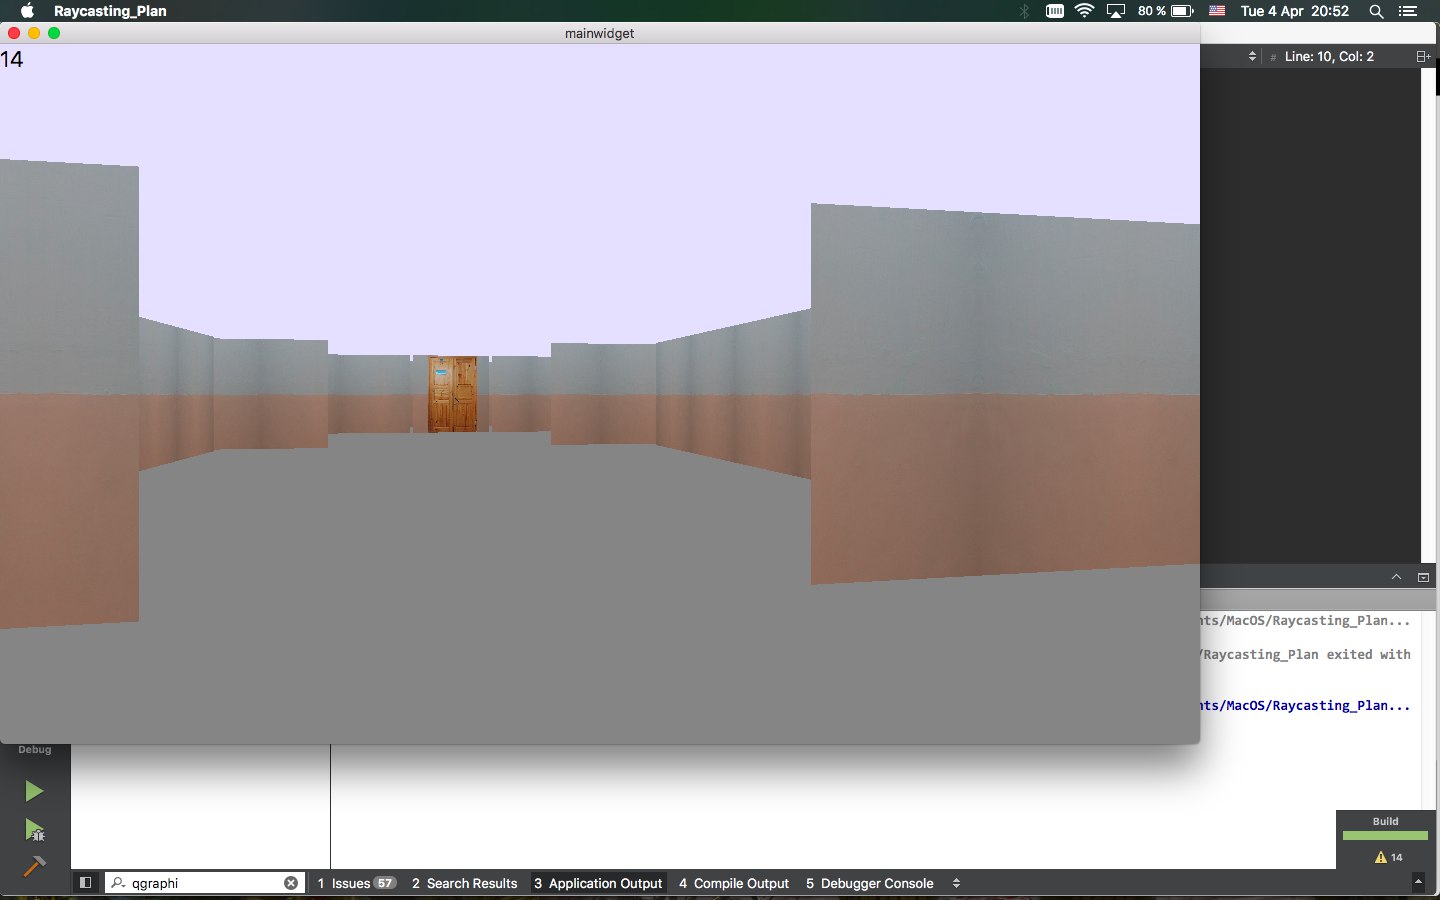 Raycasting_Plan
80 %
Tue 4 Apr 20:52
mainwidget
14
# Line: 10, Col: 2
nts/MacOS/Raycasting_Plan...
/Raycasting_Plan exited with
nts/MacOS/Raycasting_Plan...
Debug
Build
14
qgraphi
1 Issues 57
2 Search Results
3 Application Output
4 Compile Output
5 Debugger Console